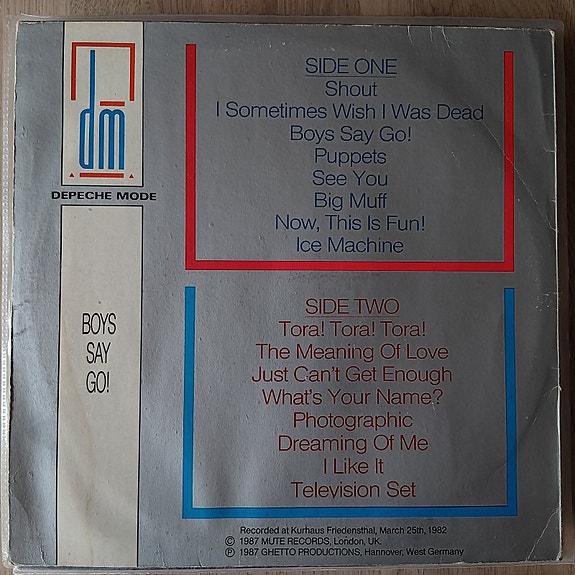 dm
DEPECHE MODE
BOYS
SAY
GO!
SIDE ONE
Shout
I Sometimes Wish I Was Dead
Boys Say Go!
Puppets
See You
Big Muff
Now, This Is Fun!
Ice Machine
SIDE TWO
Tora! Tora! Tora!
The Meaning Of Love
Just Can't Get Enough
What's Your Name?
Photographic
Dreaming Of Me
I Like It
Television Set
Recorded at Kurhaus Friedensthal, March 25th, 1982
© 1987 MUTE RECORDS, London, UK.
℗ 1987 GHETTO PRODUCTIONS, Hannover, West Germany